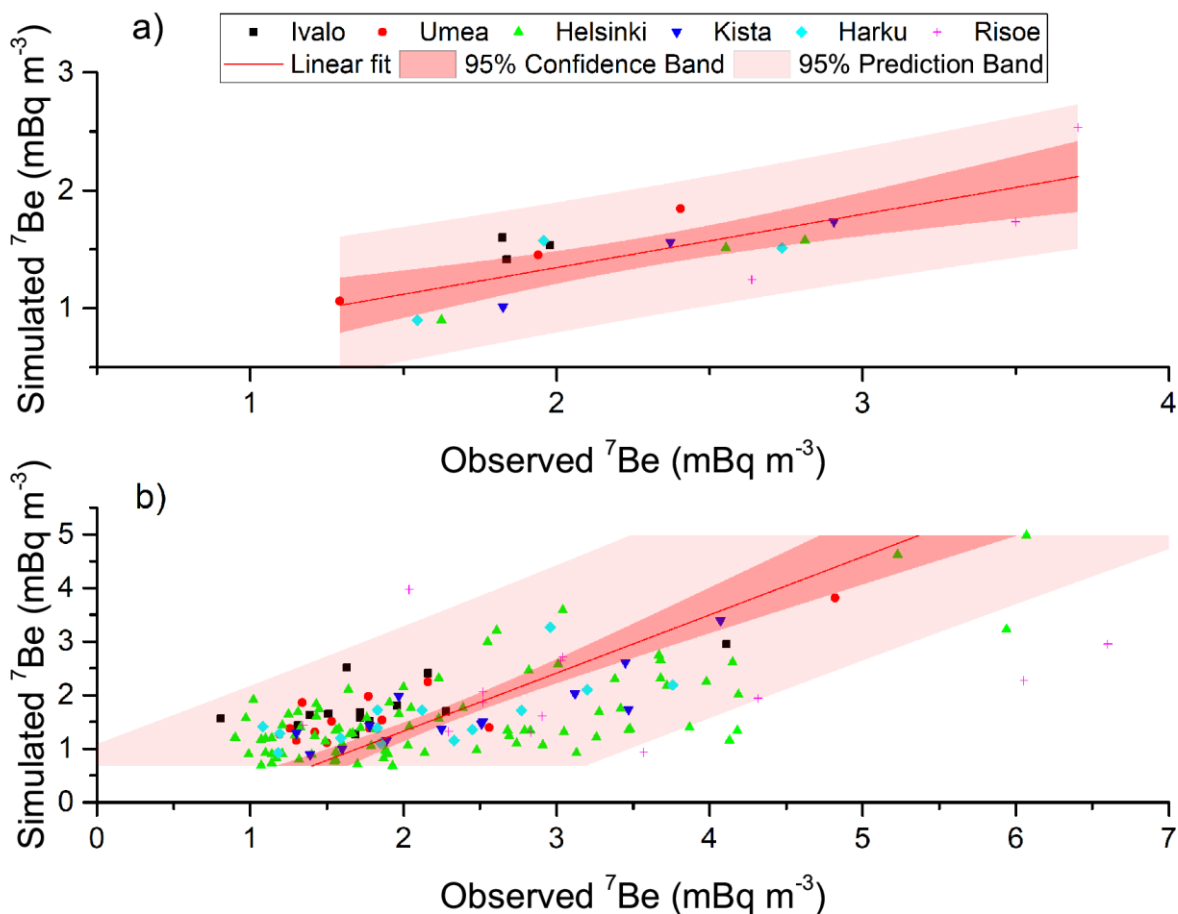 a)
Ivalo Umea Helsinki Kista Harku Risoe
Linear fit 95% Confidence Band 95% Prediction Band
Simulated ⁷Be (mBq m⁻³)
3
2
1
1 2 3 4
Observed ⁷Be (mBq m⁻³)
b)
Simulated ⁷Be (mBq m⁻³)
5
4
3
2
1
0
0 1 2 3 4 5 6 7
Observed ⁷Be (mBq m⁻³)